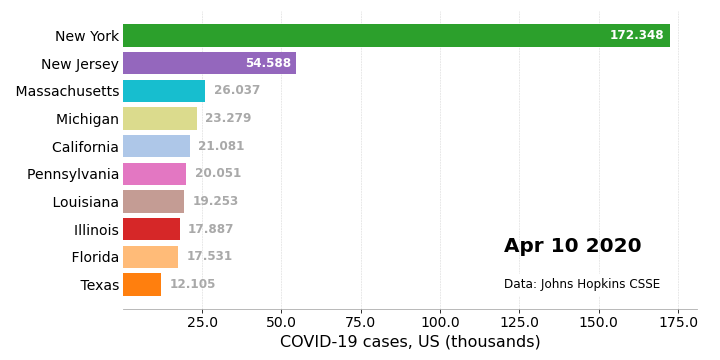 New York 172.348
New Jersey 54.588
Massachusetts 26.037
Michigan 23.279
California 21.081
Pennsylvania 20.051
Louisiana 19.253
Illinois 17.887
Florida 17.531
Texas 12.105
Apr 10 2020
Data: Johns Hopkins CSSE
25.0 50.0 75.0 100.0 125.0 150.0 175.0
COVID-19 cases, US (thousands)